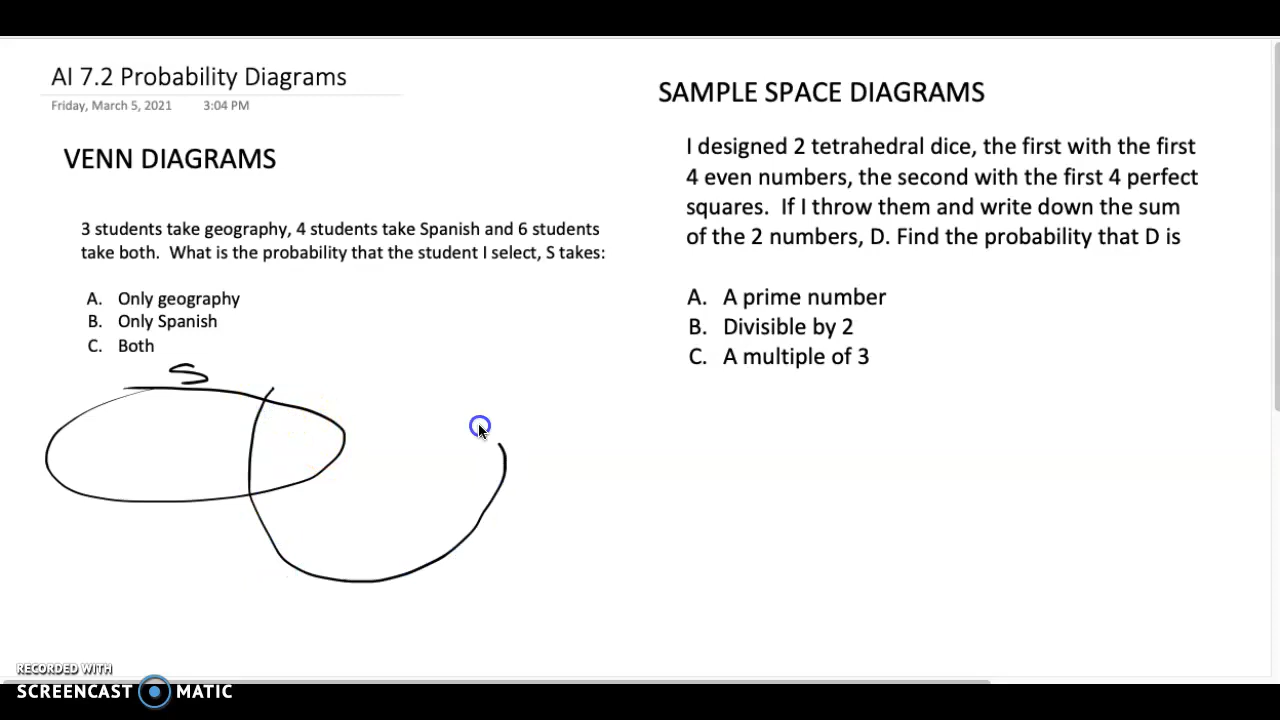 AI 7.2 Probability Diagrams
Friday, March 5, 2021 3:04 PM
VENN DIAGRAMS
3 students take geography, 4 students take Spanish and 6 students
take both. What is the probability that the student I select, S takes:
A. Only geography
B. Only Spanish
C. Both
S
SAMPLE SPACE DIAGRAMS
I designed 2 tetrahedral dice, the first with the first
4 even numbers, the second with the first 4 perfect
squares. If I throw them and write down the sum
of the 2 numbers, D. Find the probability that D is
A. A prime number
B. Divisible by 2
C. A multiple of 3
RECORDED WITH
SCREENCAST MATIC